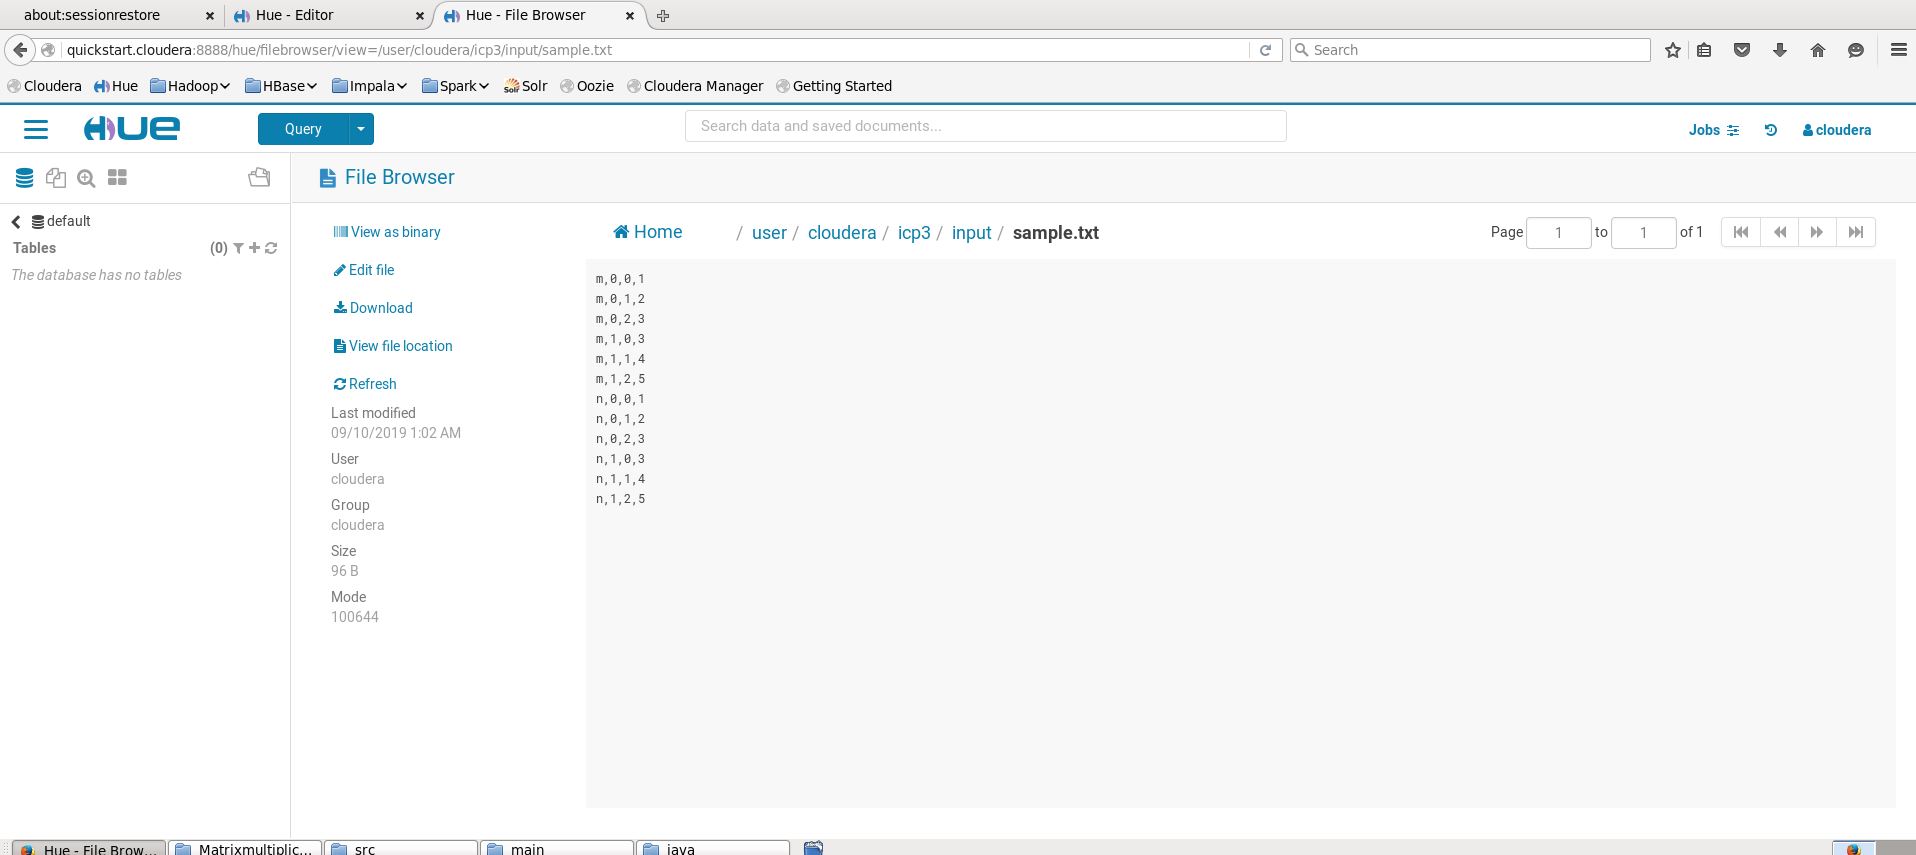 about:sessionrestore
Hue - Editor
Hue - File Browser
quickstart.cloudera:8888/hue/filebrowser/view=/user/cloudera/icp3/input/sample.txt
Search
Cloudera Hue Hadoop HBase Impala Spark Solr Oozie Cloudera Manager Getting Started
HUE
Query
Search data and saved documents...
Jobs
cloudera
File Browser
default
Tables (0)
The database has no tables
View as binary
Edit file
Download
View file location
Refresh
Last modified
09/10/2019 1:02 AM
User
cloudera
Group
cloudera
Size
96 B
Mode
100644
Home / user / cloudera / icp3 / input / sample.txt
Page 1 to 1 of 1
m,0,0,1
m,0,1,2
m,0,2,3
m,1,0,3
m,1,1,4
m,1,2,5
n,0,0,1
n,0,1,2
n,0,2,3
n,1,0,3
n,1,1,4
n,1,2,5
Hue - File Brow...
Matrixmultiplic...
src
main
java